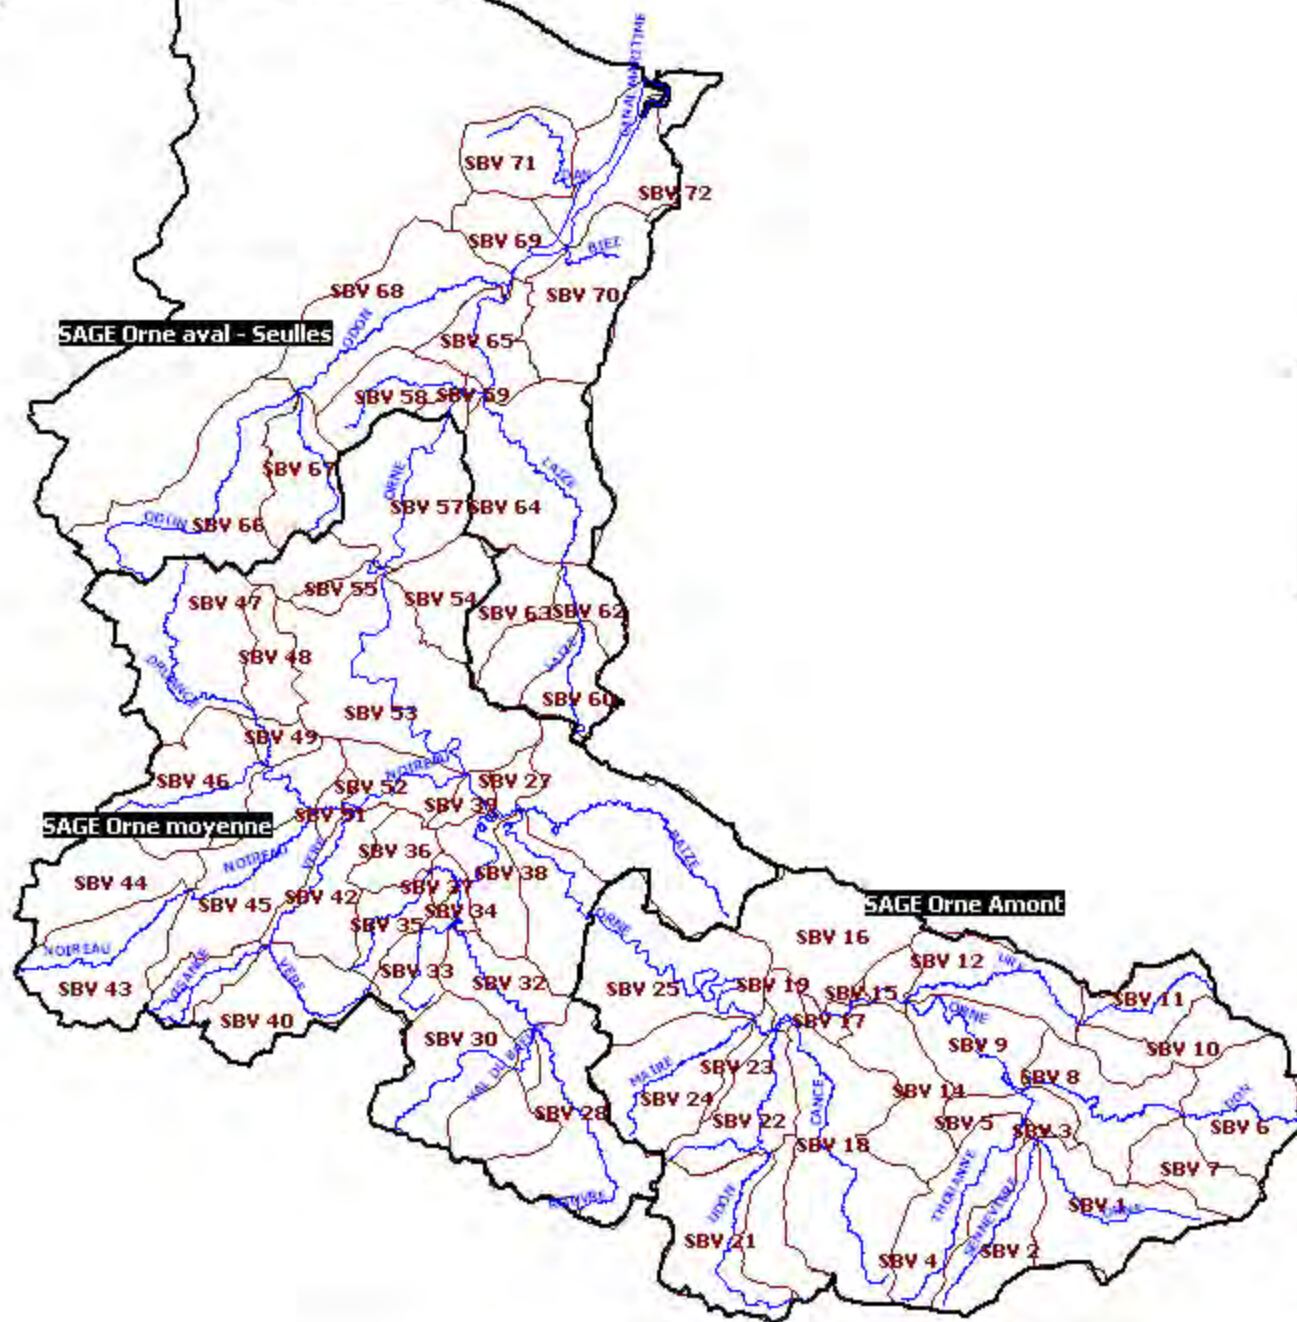 CANAL MARITIME
SBV 71
DAN
SBV 72
SBV 69
BIEZ
SBV 68
SBV 70
SAGE Orne aval - Seulles
ODON
SBV 65
SBV 58
SBV 59
SBV 67
ORNE
LAIZE
SBV 57
SBV 64
ODON
SBV 66
SBV 55
SBV 54
SBV 47
SBV 63
SBV 62
SBV 48
LAIZE
DRUANCE
SBV 60
SBV 53
SBV 49
NOIREAU
SBV 46
SBV 52
SBV 27
SBV 39
SBV 51
SAGE Orne moyenne
VERE
SBV 36
BAIZE
NOIREAU
SBV 44
SBV 37
SBV 38
SBV 45
SBV 42
SBV 34
SAGE Orne Amont
SBV 35
ORNE
SBV 16
NOIREAU
SBV 33
SBV 32
SBV 12
URE
VISANCE
VERE
SBV 43
SBV 25
SBV 19
SBV 15
SBV 11
SBV 40
SBV 17
ORNE
SBV 30
SBV 9
SBV 10
VAL DU BREUIL
MAIRE
SBV 23
SBV 8
SBV 24
CANCE
SBV 14
DON
SBV 28
SBV 22
SBV 5
SBV 3
SBV 6
SBV 18
SBV 7
THOUANNE
ROUVRE
UDON
SENNEVIERE
SBV 1
ORNE
SBV 21
SBV 4
SBV 2